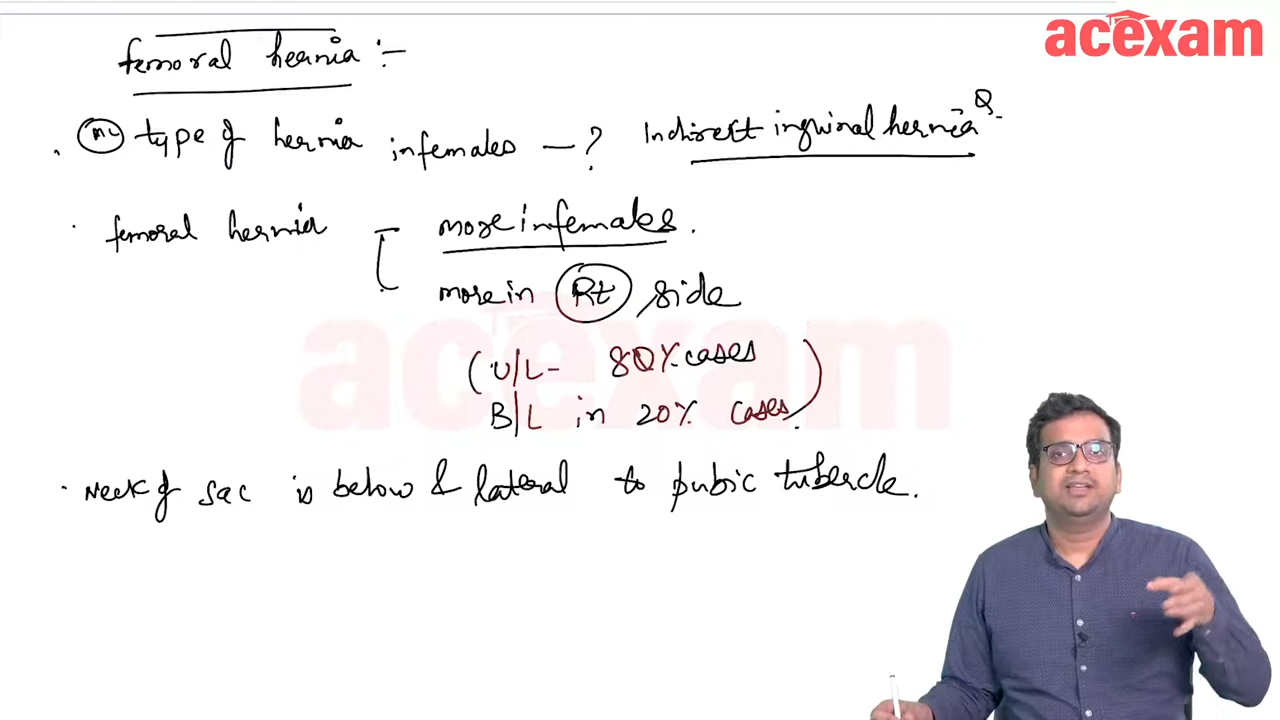 acexam
femoral hernia :-
. mc type of hernia in females — ? Indirect inguinal hernia Q.
. femoral hernia - more in females.
- more in Rt side
(U/L - 80% cases
B/L in 20% cases.)
. Neck of sac is below & lateral to pubic tubercle.
acexam